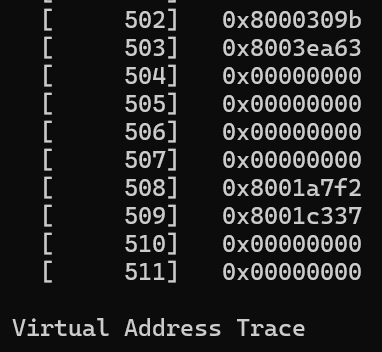 [      502]   0x8000309b
[      503]   0x8003ea63
[      504]   0x00000000
[      505]   0x00000000
[      506]   0x00000000
[      507]   0x00000000
[      508]   0x8001a7f2
[      509]   0x8001c337
[      510]   0x00000000
[      511]   0x00000000
Virtual Address Trace